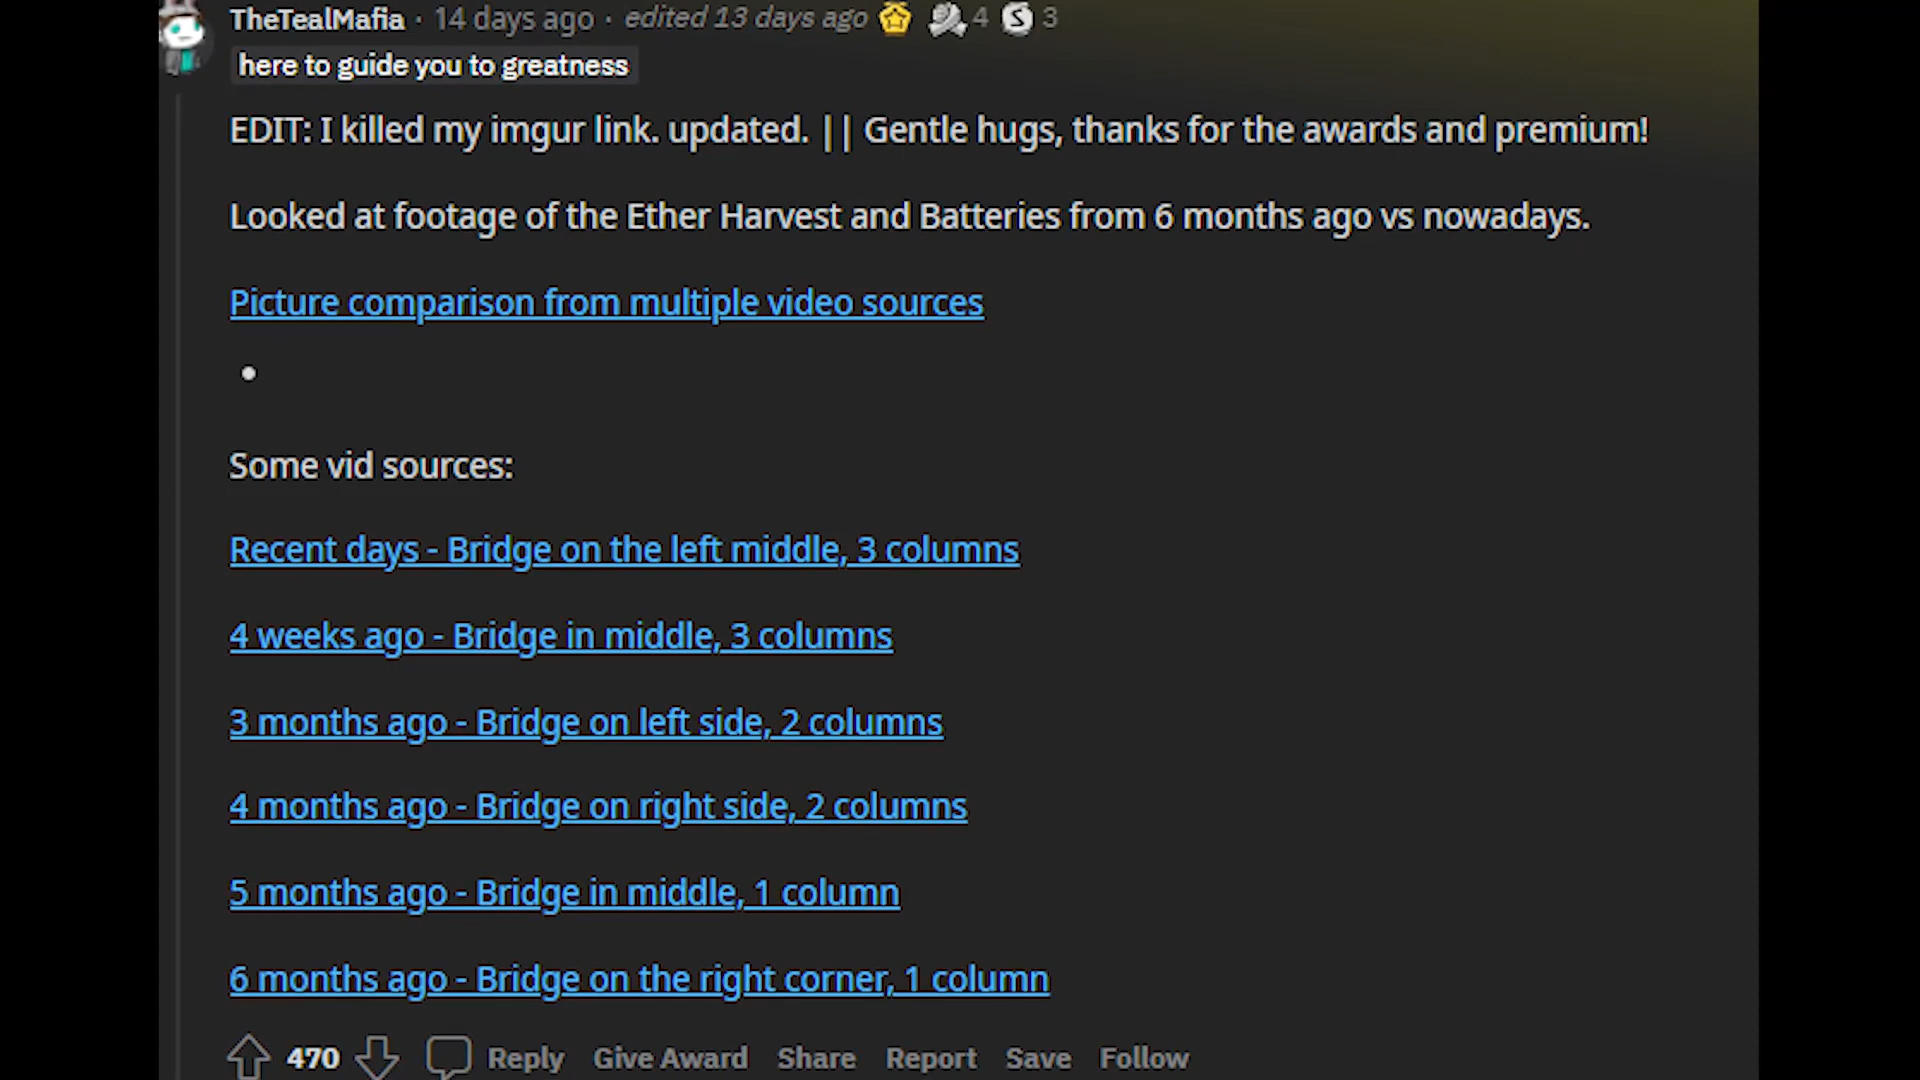 TheTealMafia · 14 days ago · edited 13 days ago 4 3
here to guide you to greatness
EDIT: I killed my imgur link. updated. || Gentle hugs, thanks for the awards and premium!
Looked at footage of the Ether Harvest and Batteries from 6 months ago vs nowadays.
Picture comparison from multiple video sources
•
Some vid sources:
Recent days - Bridge on the left middle, 3 columns
4 weeks ago - Bridge in middle, 3 columns
3 months ago - Bridge on left side, 2 columns
4 months ago - Bridge on right side, 2 columns
5 months ago - Bridge in middle, 1 column
6 months ago - Bridge on the right corner, 1 column
470 Reply Give Award Share Report Save Follow